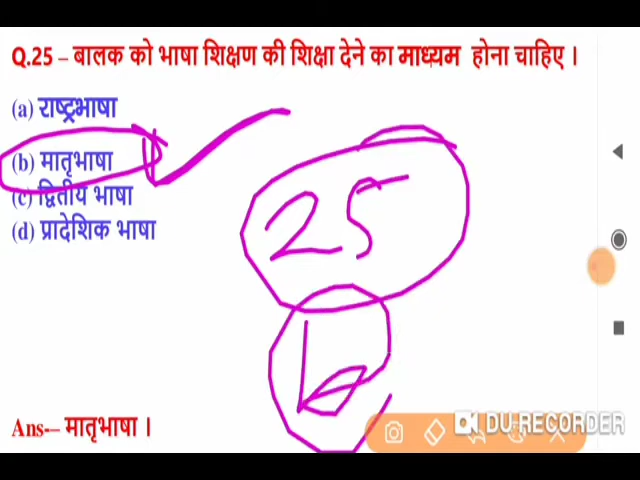 Q.25 – बालक को भाषा शिक्षण की शिक्षा देने का माध्यम होना चाहिए ।
(a) राष्ट्रभाषा
(b) मातृभाषा
(c) द्वितीय भाषा
(d) प्रादेशिक भाषा
25
b
Ans-– मातृभाषा ।
DU RECORDER